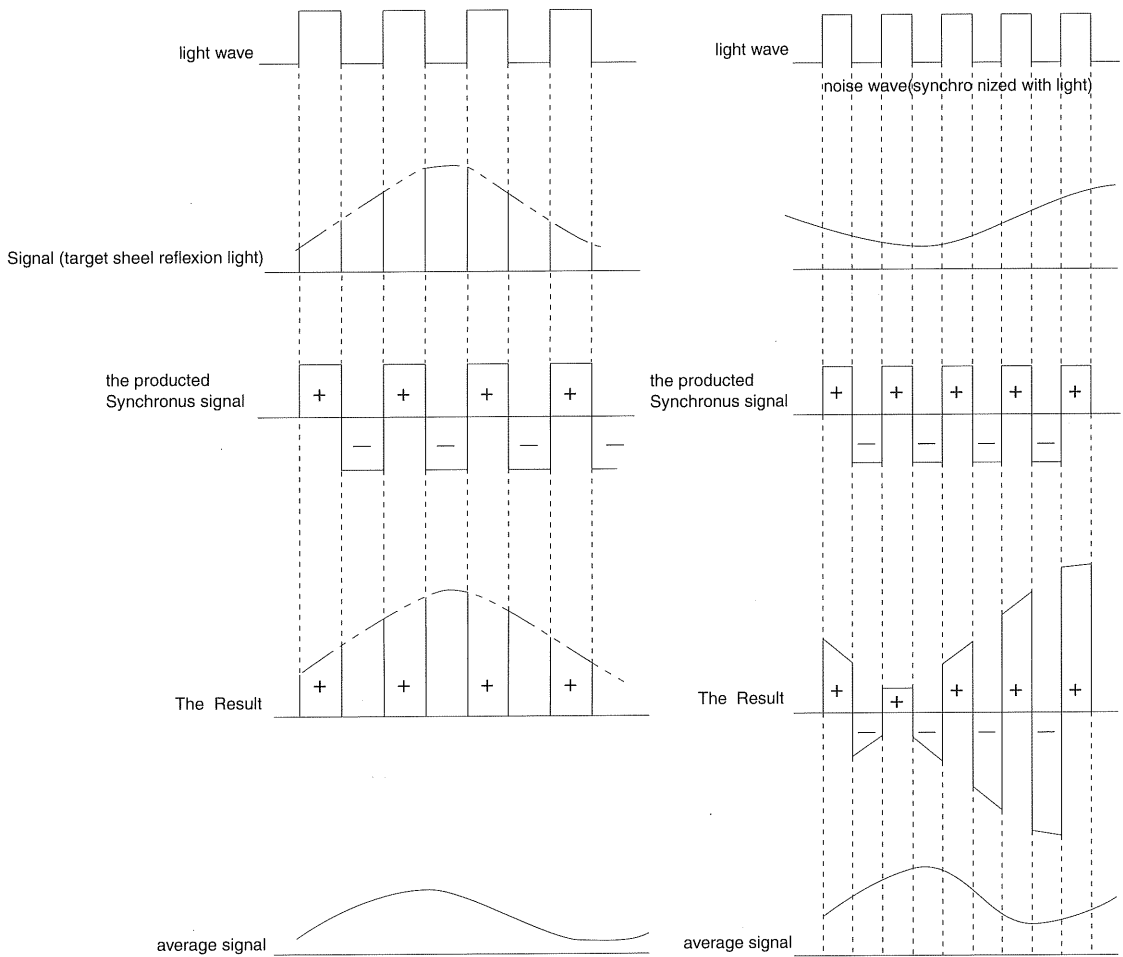 light wave
Signal (target sheel reflexion light)
the producted
Synchronus signal
+ + + +
— — — —
The Result
+ + + +
average signal
light wave
noise wave(synchro nized with light)
the producted
Synchronus signal
+ + + + +
— — — —
The Result
+ + + + +
— — — —
average signal